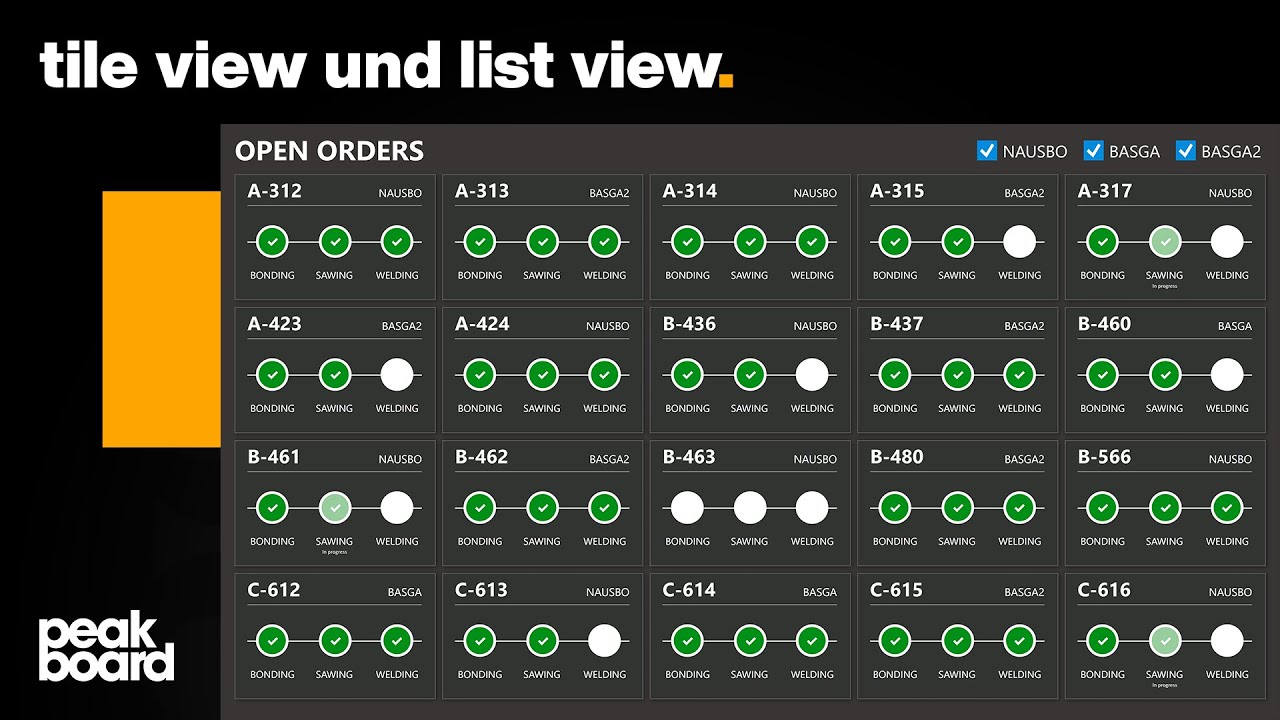 tile view und list view.
OPEN ORDERS
NAUSBO BASGA BASGA2
A-312 NAUSBO
BONDING SAWING WELDING
A-313 BASGA2
BONDING SAWING WELDING
A-314 NAUSBO
BONDING SAWING WELDING
A-315 BASGA2
BONDING SAWING WELDING
A-317 NAUSBO
BONDING SAWING WELDING
In progress
A-423 BASGA2
BONDING SAWING WELDING
A-424 NAUSBO
BONDING SAWING WELDING
B-436 NAUSBO
BONDING SAWING WELDING
B-437 BASGA2
BONDING SAWING WELDING
B-460 BASGA
BONDING SAWING WELDING
B-461 NAUSBO
BONDING SAWING WELDING
In progress
B-462 BASGA2
BONDING SAWING WELDING
B-463 NAUSBO
BONDING SAWING WELDING
B-480 BASGA2
BONDING SAWING WELDING
B-566 NAUSBO
BONDING SAWING WELDING
C-612 BASGA
BONDING SAWING WELDING
C-613 NAUSBO
BONDING SAWING WELDING
C-614 BASGA
BONDING SAWING WELDING
C-615 BASGA2
BONDING SAWING WELDING
C-616 NAUSBO
BONDING SAWING WELDING
In progress
peak
board